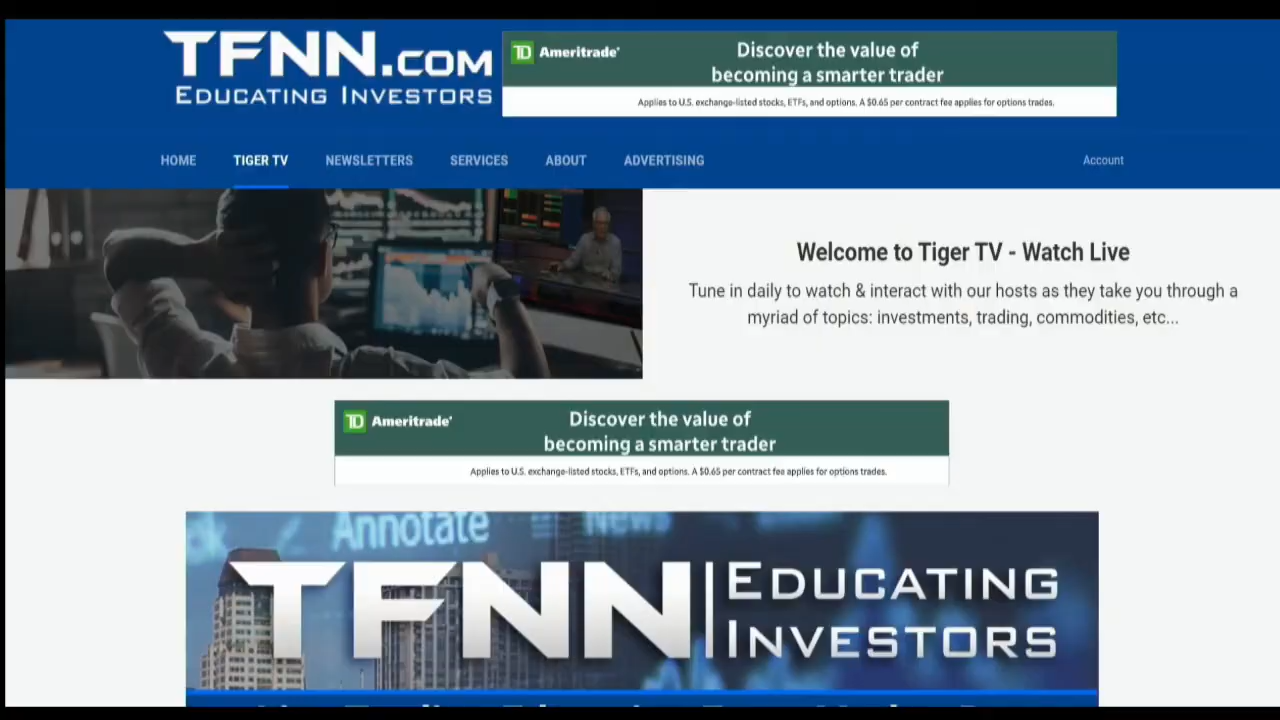 TFNN.COM
EDUCATING INVESTORS
TD Ameritrade
Discover the value of
becoming a smarter trader
Applies to U.S. exchange-listed stocks, ETFs, and options. A $0.65 per contract fee applies for options trades.
HOME TIGER TV NEWSLETTERS SERVICES ABOUT ADVERTISING Account
Welcome to Tiger TV - Watch Live
Tune in daily to watch & interact with our hosts as they take you through a
myriad of topics: investments, trading, commodities, etc...
TD Ameritrade
Discover the value of
becoming a smarter trader
Applies to U.S. exchange-listed stocks, ETFs, and options. A $0.65 per contract fee applies for options trades.
Annotate News
TFNN EDUCATING
INVESTORS